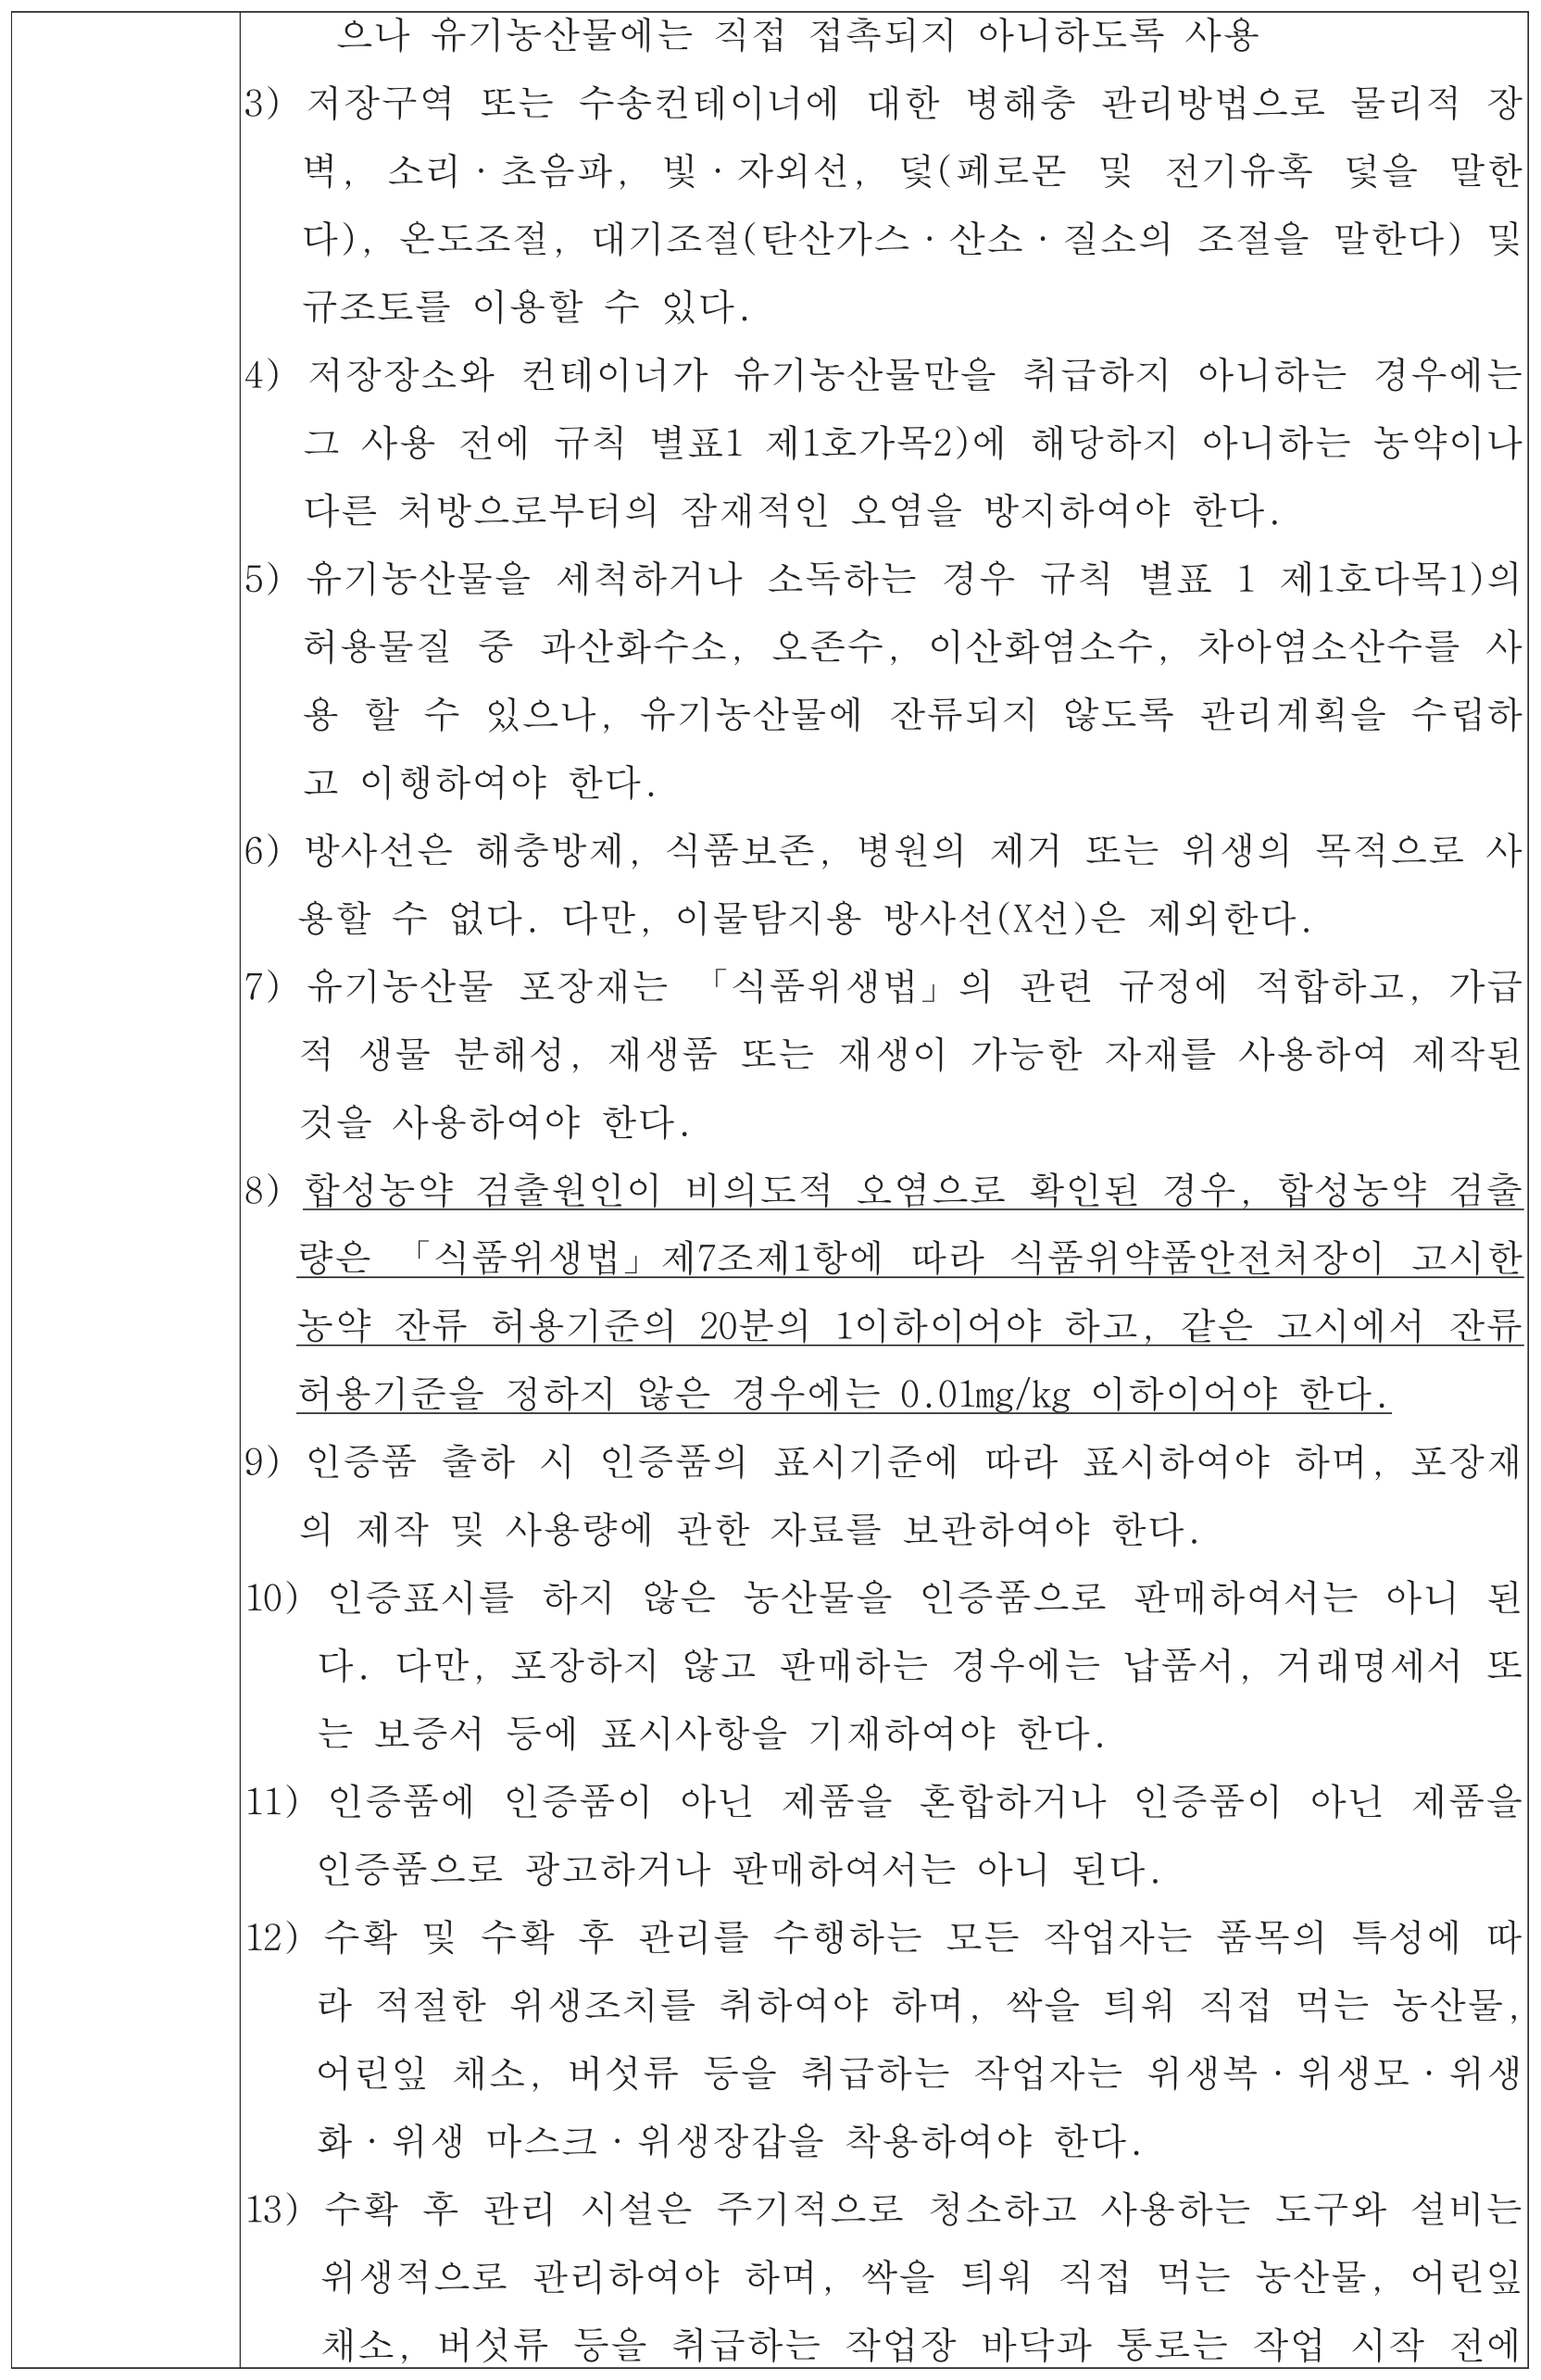 으나 유기농산물에는 직접 접촉되지 아니하도록 사용
3) 저장구역 또는 수송컨테이너에 대한 병해충 관리방법으로 물리적 장
벽, 소리·초음파, 빛·자외선, 덫(페로몬 및 전기유혹 덫을 말한
다), 온도조절, 대기조절(탄산가스·산소·질소의 조절을 말한다) 및
규조토를 이용할 수 있다.
4) 저장장소와 컨테이너가 유기농산물만을 취급하지 아니하는 경우에는
그 사용 전에 규칙 별표1 제1호가목2)에 해당하지 아니하는 농약이나
다른 처방으로부터의 잠재적인 오염을 방지하여야 한다.
5) 유기농산물을 세척하거나 소독하는 경우 규칙 별표 1 제1호다목1)의
허용물질 중 과산화수소, 오존수, 이산화염소수, 차아염소산수를 사
용 할 수 있으나, 유기농산물에 잔류되지 않도록 관리계획을 수립하
고 이행하여야 한다.
6) 방사선은 해충방제, 식품보존, 병원의 제거 또는 위생의 목적으로 사
용할 수 없다. 다만, 이물탐지용 방사선(X선)은 제외한다.
7) 유기농산물 포장재는 「식품위생법」의 관련 규정에 적합하고, 가급
적 생물 분해성, 재생품 또는 재생이 가능한 자재를 사용하여 제작된
것을 사용하여야 한다.
8) 합성농약 검출원인이 비의도적 오염으로 확인된 경우, 합성농약 검출
량은 「식품위생법」제7조제1항에 따라 식품위약품안전처장이 고시한
농약 잔류 허용기준의 20분의 1이하이어야 하고, 같은 고시에서 잔류
허용기준을 정하지 않은 경우에는 0.01mg/kg 이하이어야 한다.
9) 인증품 출하 시 인증품의 표시기준에 따라 표시하여야 하며, 포장재
의 제작 및 사용량에 관한 자료를 보관하여야 한다.
10) 인증표시를 하지 않은 농산물을 인증품으로 판매하여서는 아니 된
다. 다만, 포장하지 않고 판매하는 경우에는 납품서, 거래명세서 또
는 보증서 등에 표시사항을 기재하여야 한다.
11) 인증품에 인증품이 아닌 제품을 혼합하거나 인증품이 아닌 제품을
인증품으로 광고하거나 판매하여서는 아니 된다.
12) 수확 및 수확 후 관리를 수행하는 모든 작업자는 품목의 특성에 따
라 적절한 위생조치를 취하여야 하며, 싹을 틔워 직접 먹는 농산물,
어린잎 채소, 버섯류 등을 취급하는 작업자는 위생복·위생모·위생
화·위생 마스크·위생장갑을 착용하여야 한다.
13) 수확 후 관리 시설은 주기적으로 청소하고 사용하는 도구와 설비는
위생적으로 관리하여야 하며, 싹을 틔워 직접 먹는 농산물, 어린잎
채소, 버섯류 등을 취급하는 작업장 바닥과 통로는 작업 시작 전에